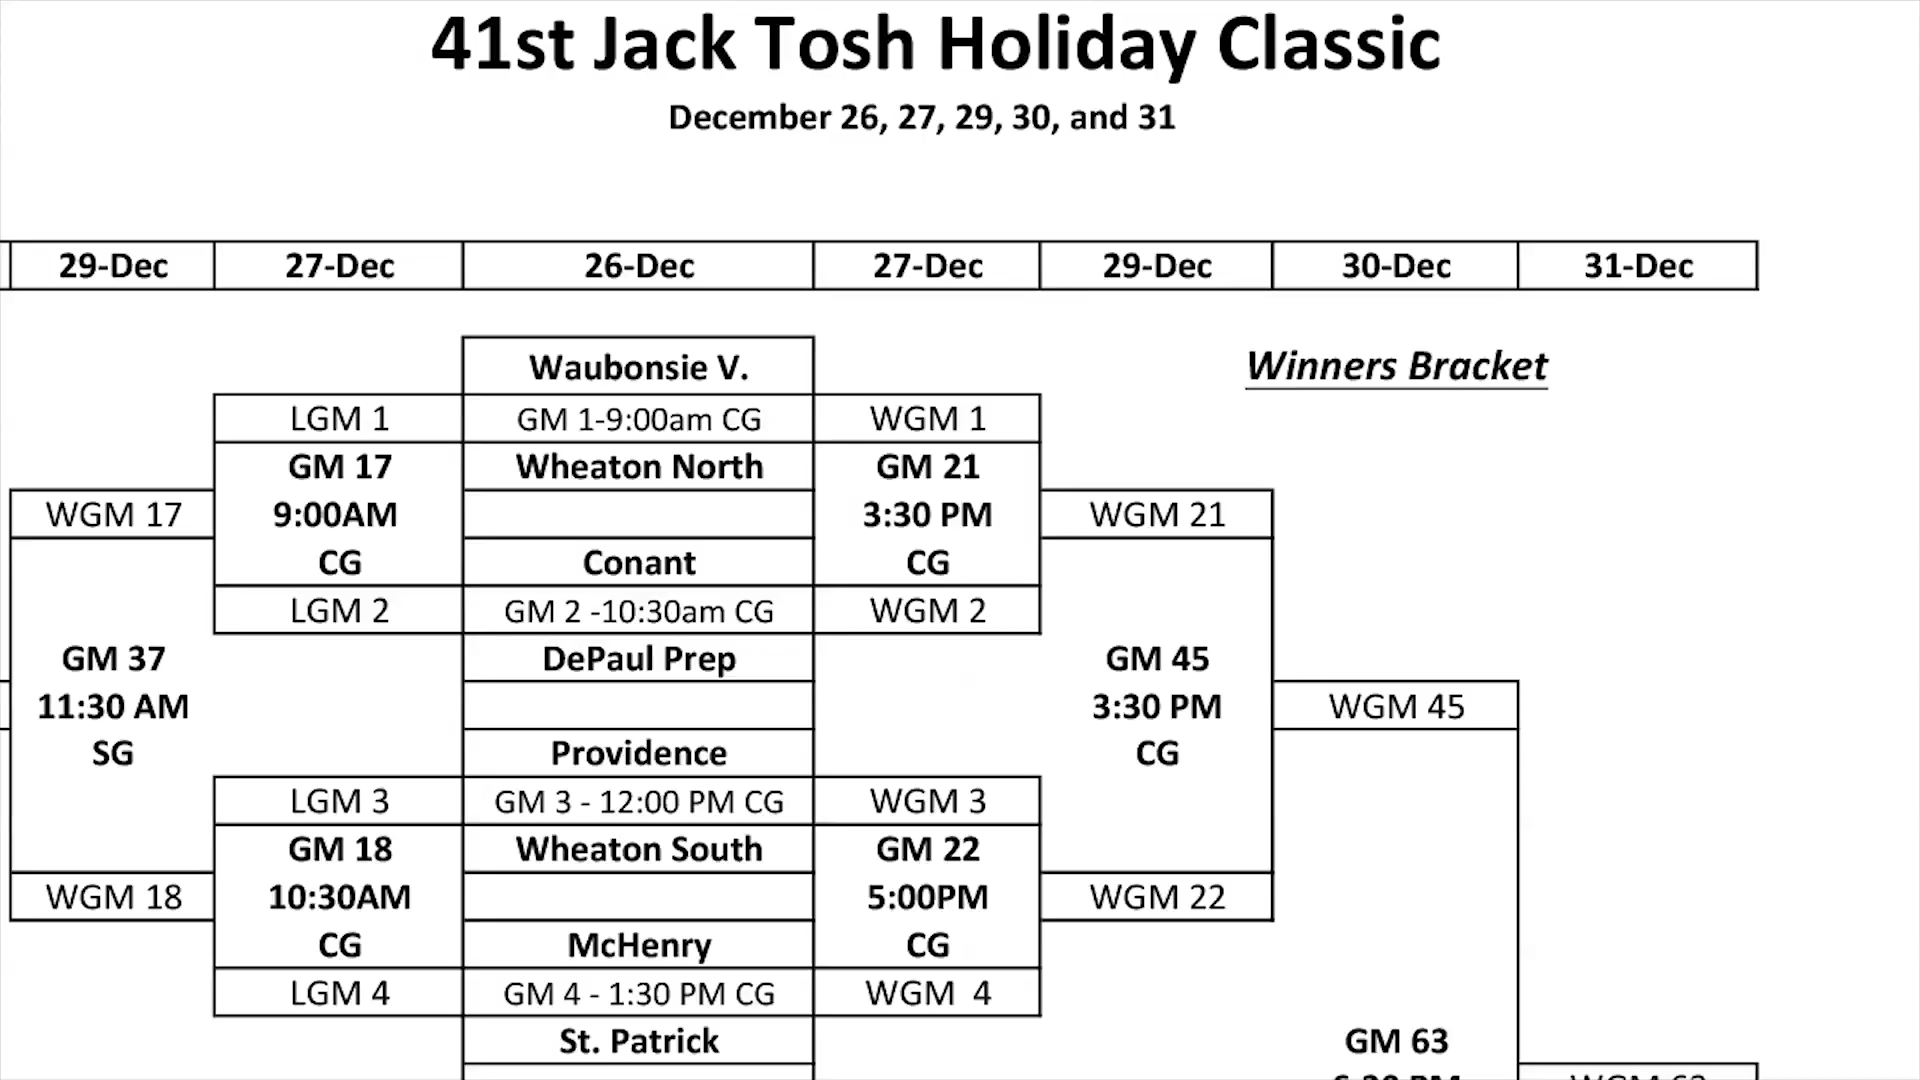 41st Jack Tosh Holiday Classic
December 26, 27, 29, 30, and 31
29-Dec 27-Dec 26-Dec 27-Dec 29-Dec 30-Dec 31-Dec
Waubonsie V. Winners Bracket
LGM 1 GM 1-9:00am CG WGM 1
GM 17 Wheaton North GM 21
WGM 17 9:00AM 3:30 PM WGM 21
CG Conant CG
LGM 2 GM 2 -10:30am CG WGM 2
GM 37 DePaul Prep GM 45
11:30 AM 3:30 PM WGM 45
SG Providence CG
LGM 3 GM 3 - 12:00 PM CG WGM 3
GM 18 Wheaton South GM 22
WGM 18 10:30AM 5:00PM WGM 22
CG McHenry CG
LGM 4 GM 4 - 1:30 PM CG WGM 4
St. Patrick GM 63